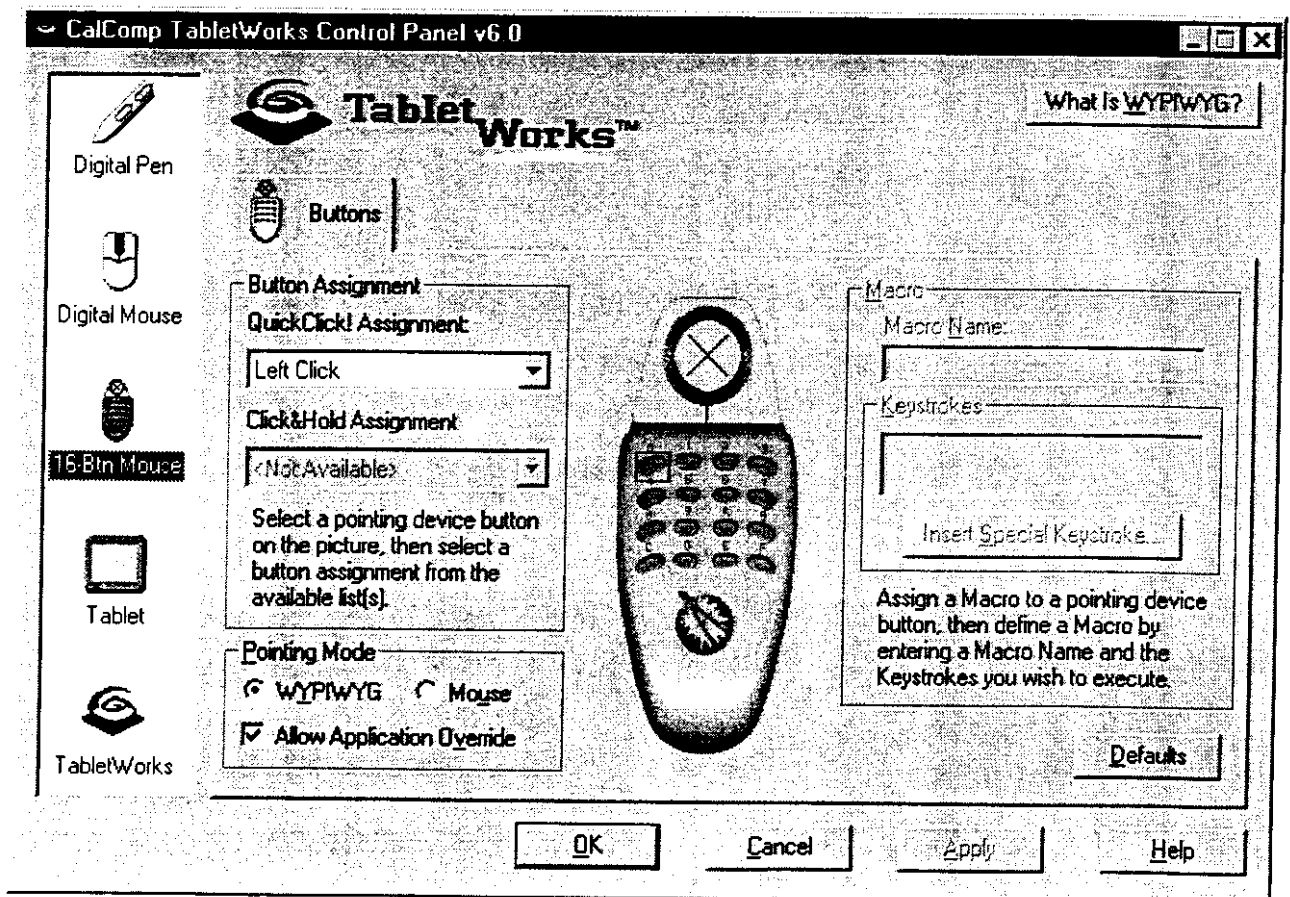 CalComp TabletWorks Control Panel v6.0
Tablet Works™
What Is WYPIWYG?
Digital Pen
Digital Mouse
16-Btn Mouse
Tablet
TabletWorks
Buttons
Button Assignment
QuickClick! Assignment:
Left Click
Click&Hold Assignment
<Not Available>
Select a pointing device button
on the picture, then select a
button assignment from the
available list(s).
Pointing Mode
WYPIWYG Mouse
Allow Application Override
Macro
Macro Name:
Keystrokes
Insert Special Keystroke...
Assign a Macro to a pointing device
button, then define a Macro by
entering a Macro Name and the
Keystrokes you wish to execute.
Defaults
OK Cancel Apply Help